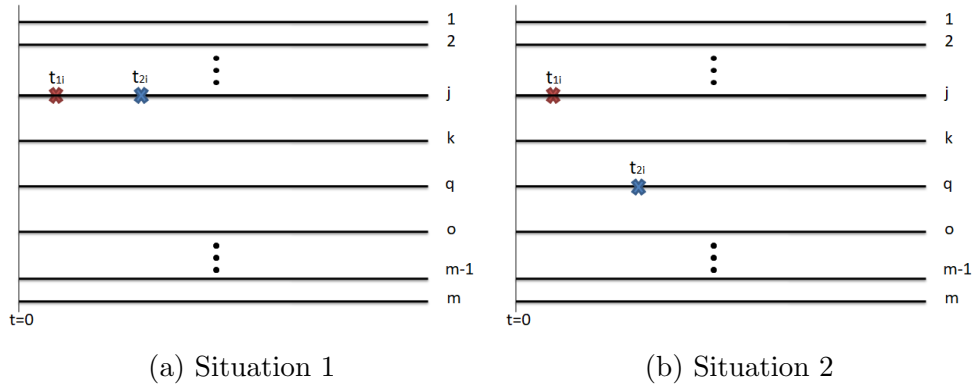 1
2
t1i t2i
j
k
q
o
m-1
m
t=0
(a) Situation 1
1
2
t1i
j
k
t2i
q
o
m-1
m
t=0
(b) Situation 2